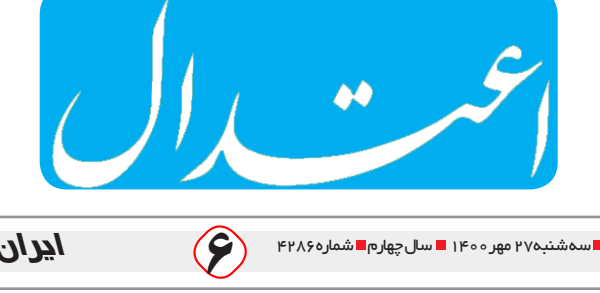 اعتدال
سه‌شنبه ۲۷ مهر ۱۴۰۰ سال چهارم شماره ۴۲۸۶ ۶ ایران